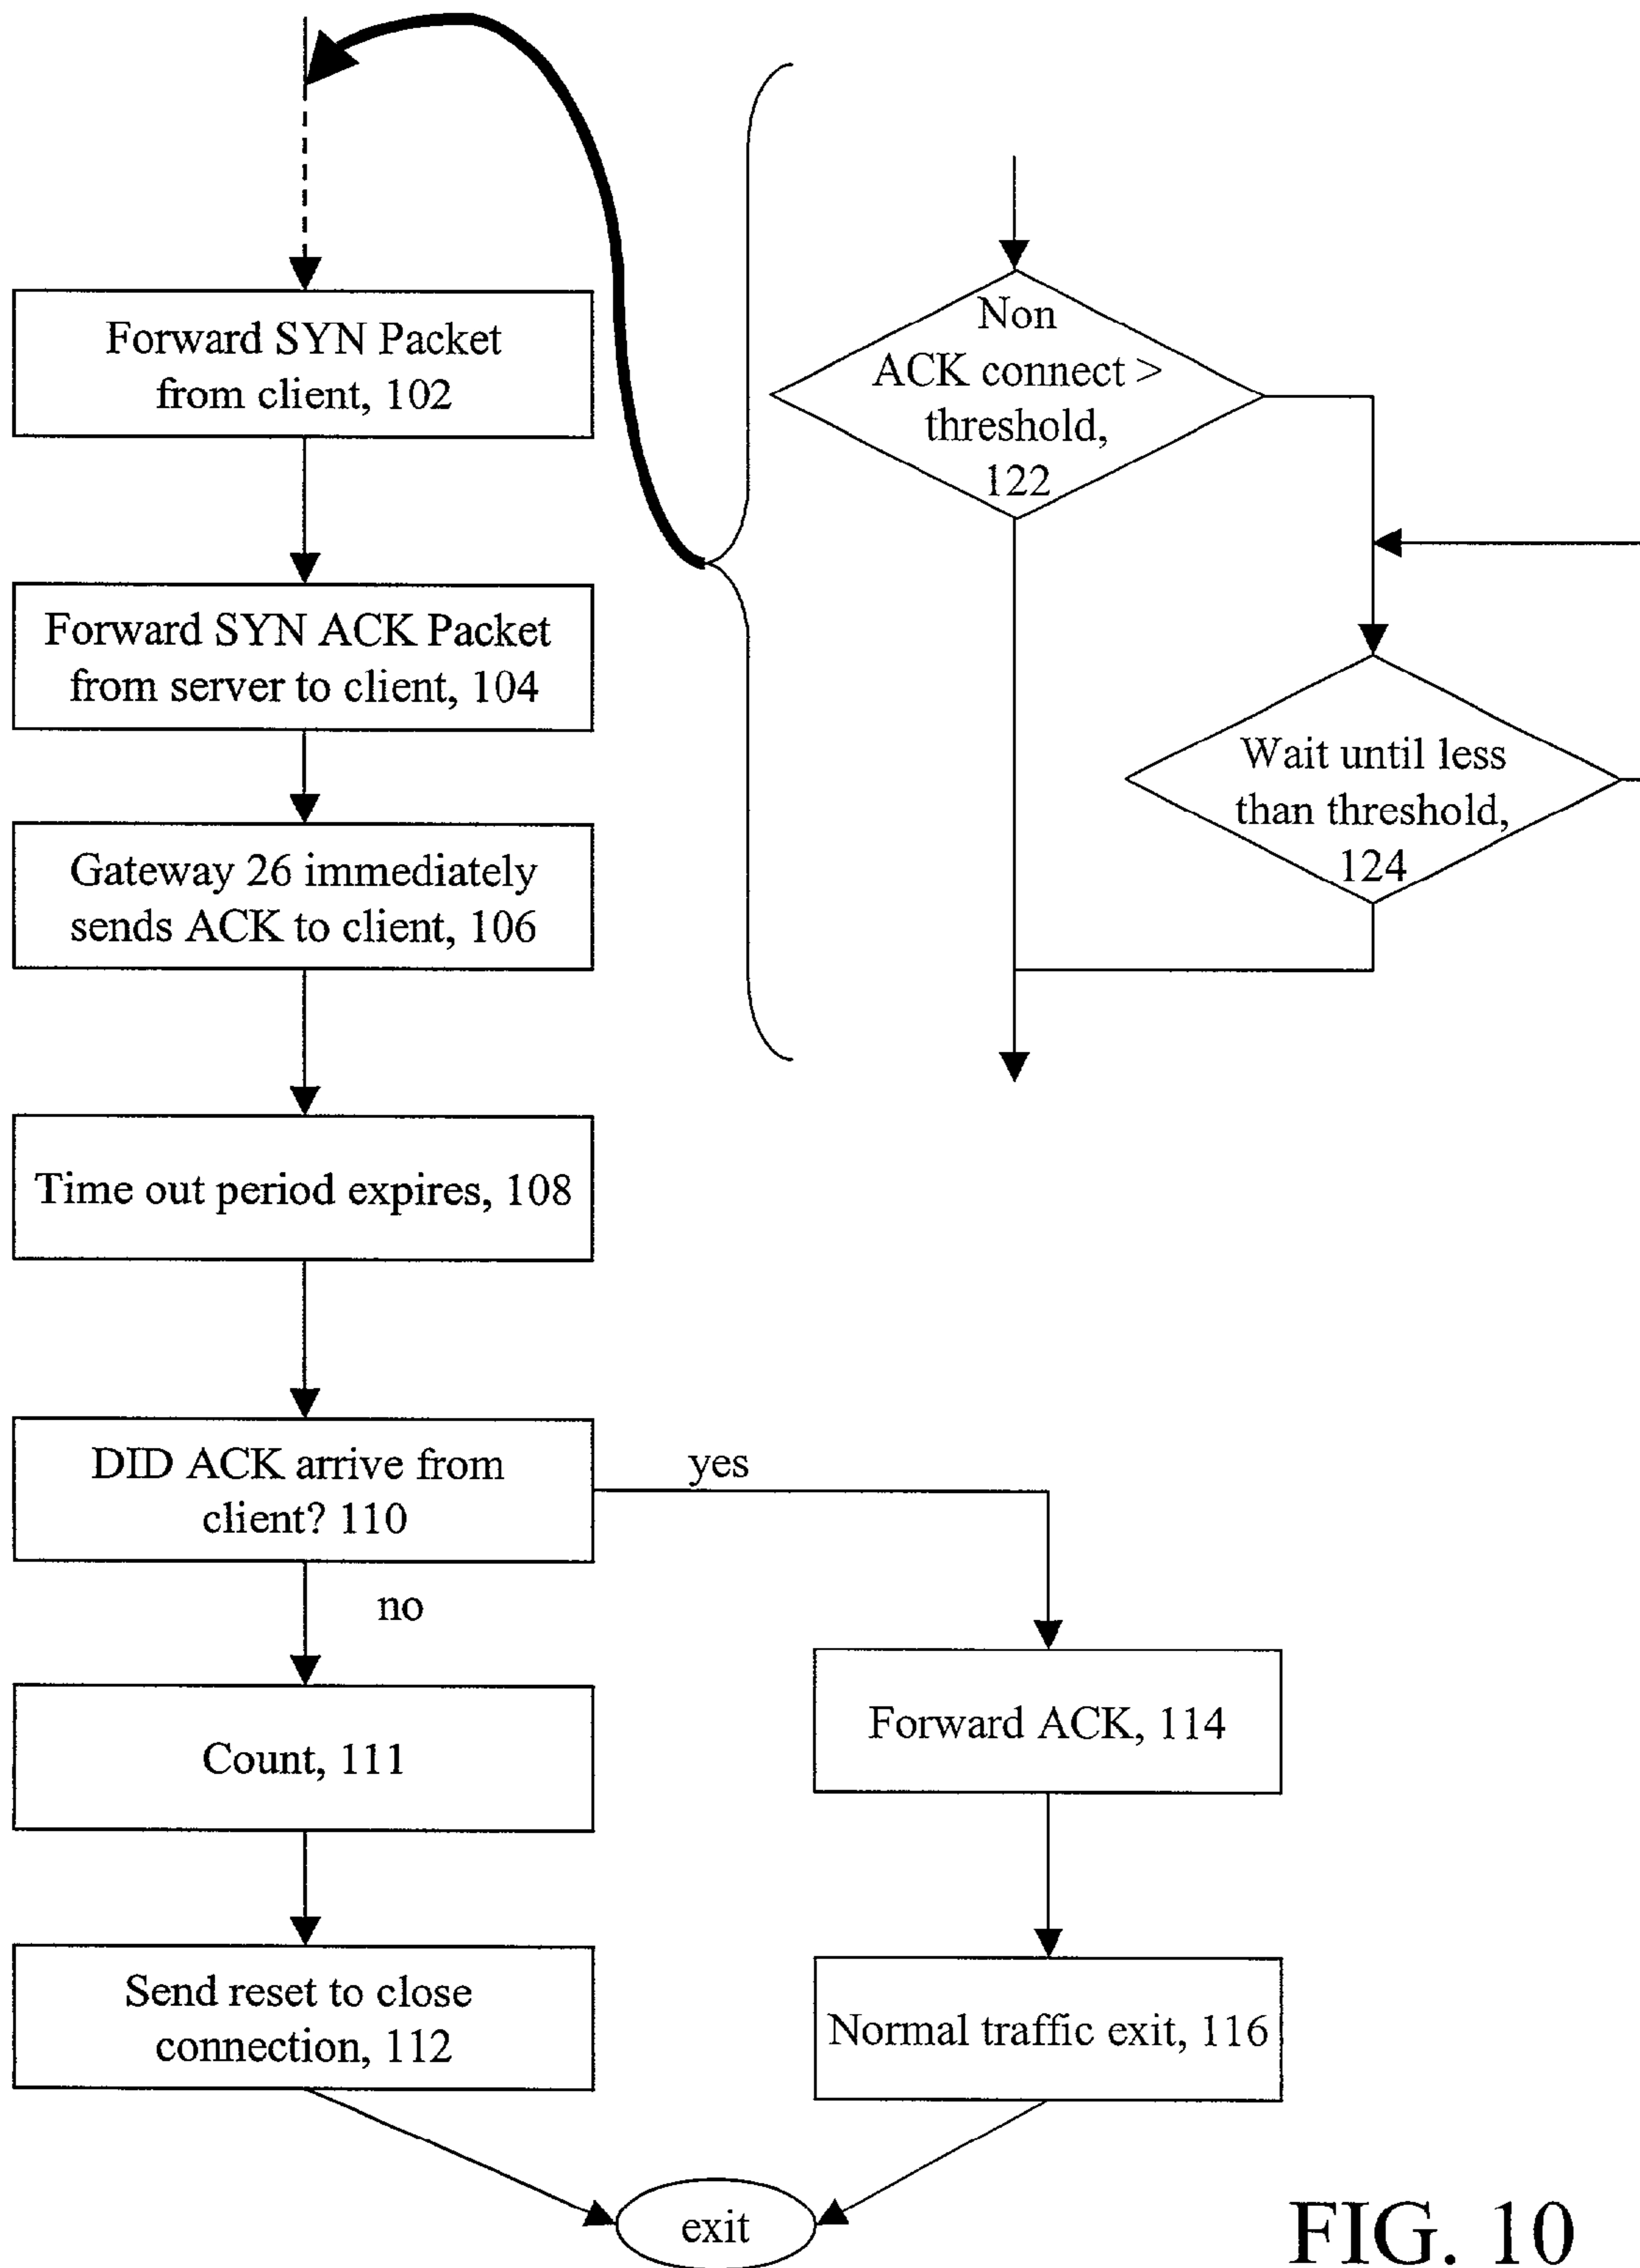 Forward SYN Packet
from client, 102
Forward SYN ACK Packet
from server to client, 104
Gateway 26 immediately
sends ACK to client, 106
Time out period expires, 108
DID ACK arrive from
client? 110
yes
no
Count, 111
Send reset to close
connection, 112
Forward ACK, 114
Normal traffic exit, 116
exit
Non
ACK connect >
threshold,
122
Wait until less
than threshold,
124
FIG. 10